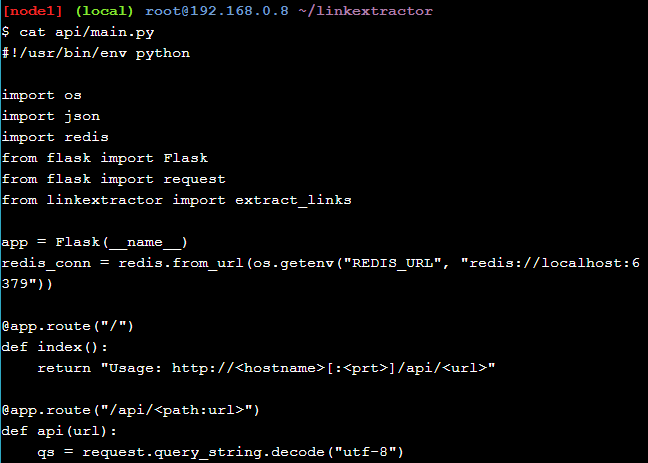 [node1] (local) root@192.168.0.8 ~/linkextractor
$ cat api/main.py
#!/usr/bin/env python

import os
import json
import redis
from flask import Flask
from flask import request
from linkextractor import extract_links

app = Flask(__name__)
redis_conn = redis.from_url(os.getenv("REDIS_URL", "redis://localhost:6
379"))

@app.route("/")
def index():
    return "Usage: http://<hostname>[:<prt>]/api/<url>"

@app.route("/api/<path:url>")
def api(url):
    qs = request.query_string.decode("utf-8")